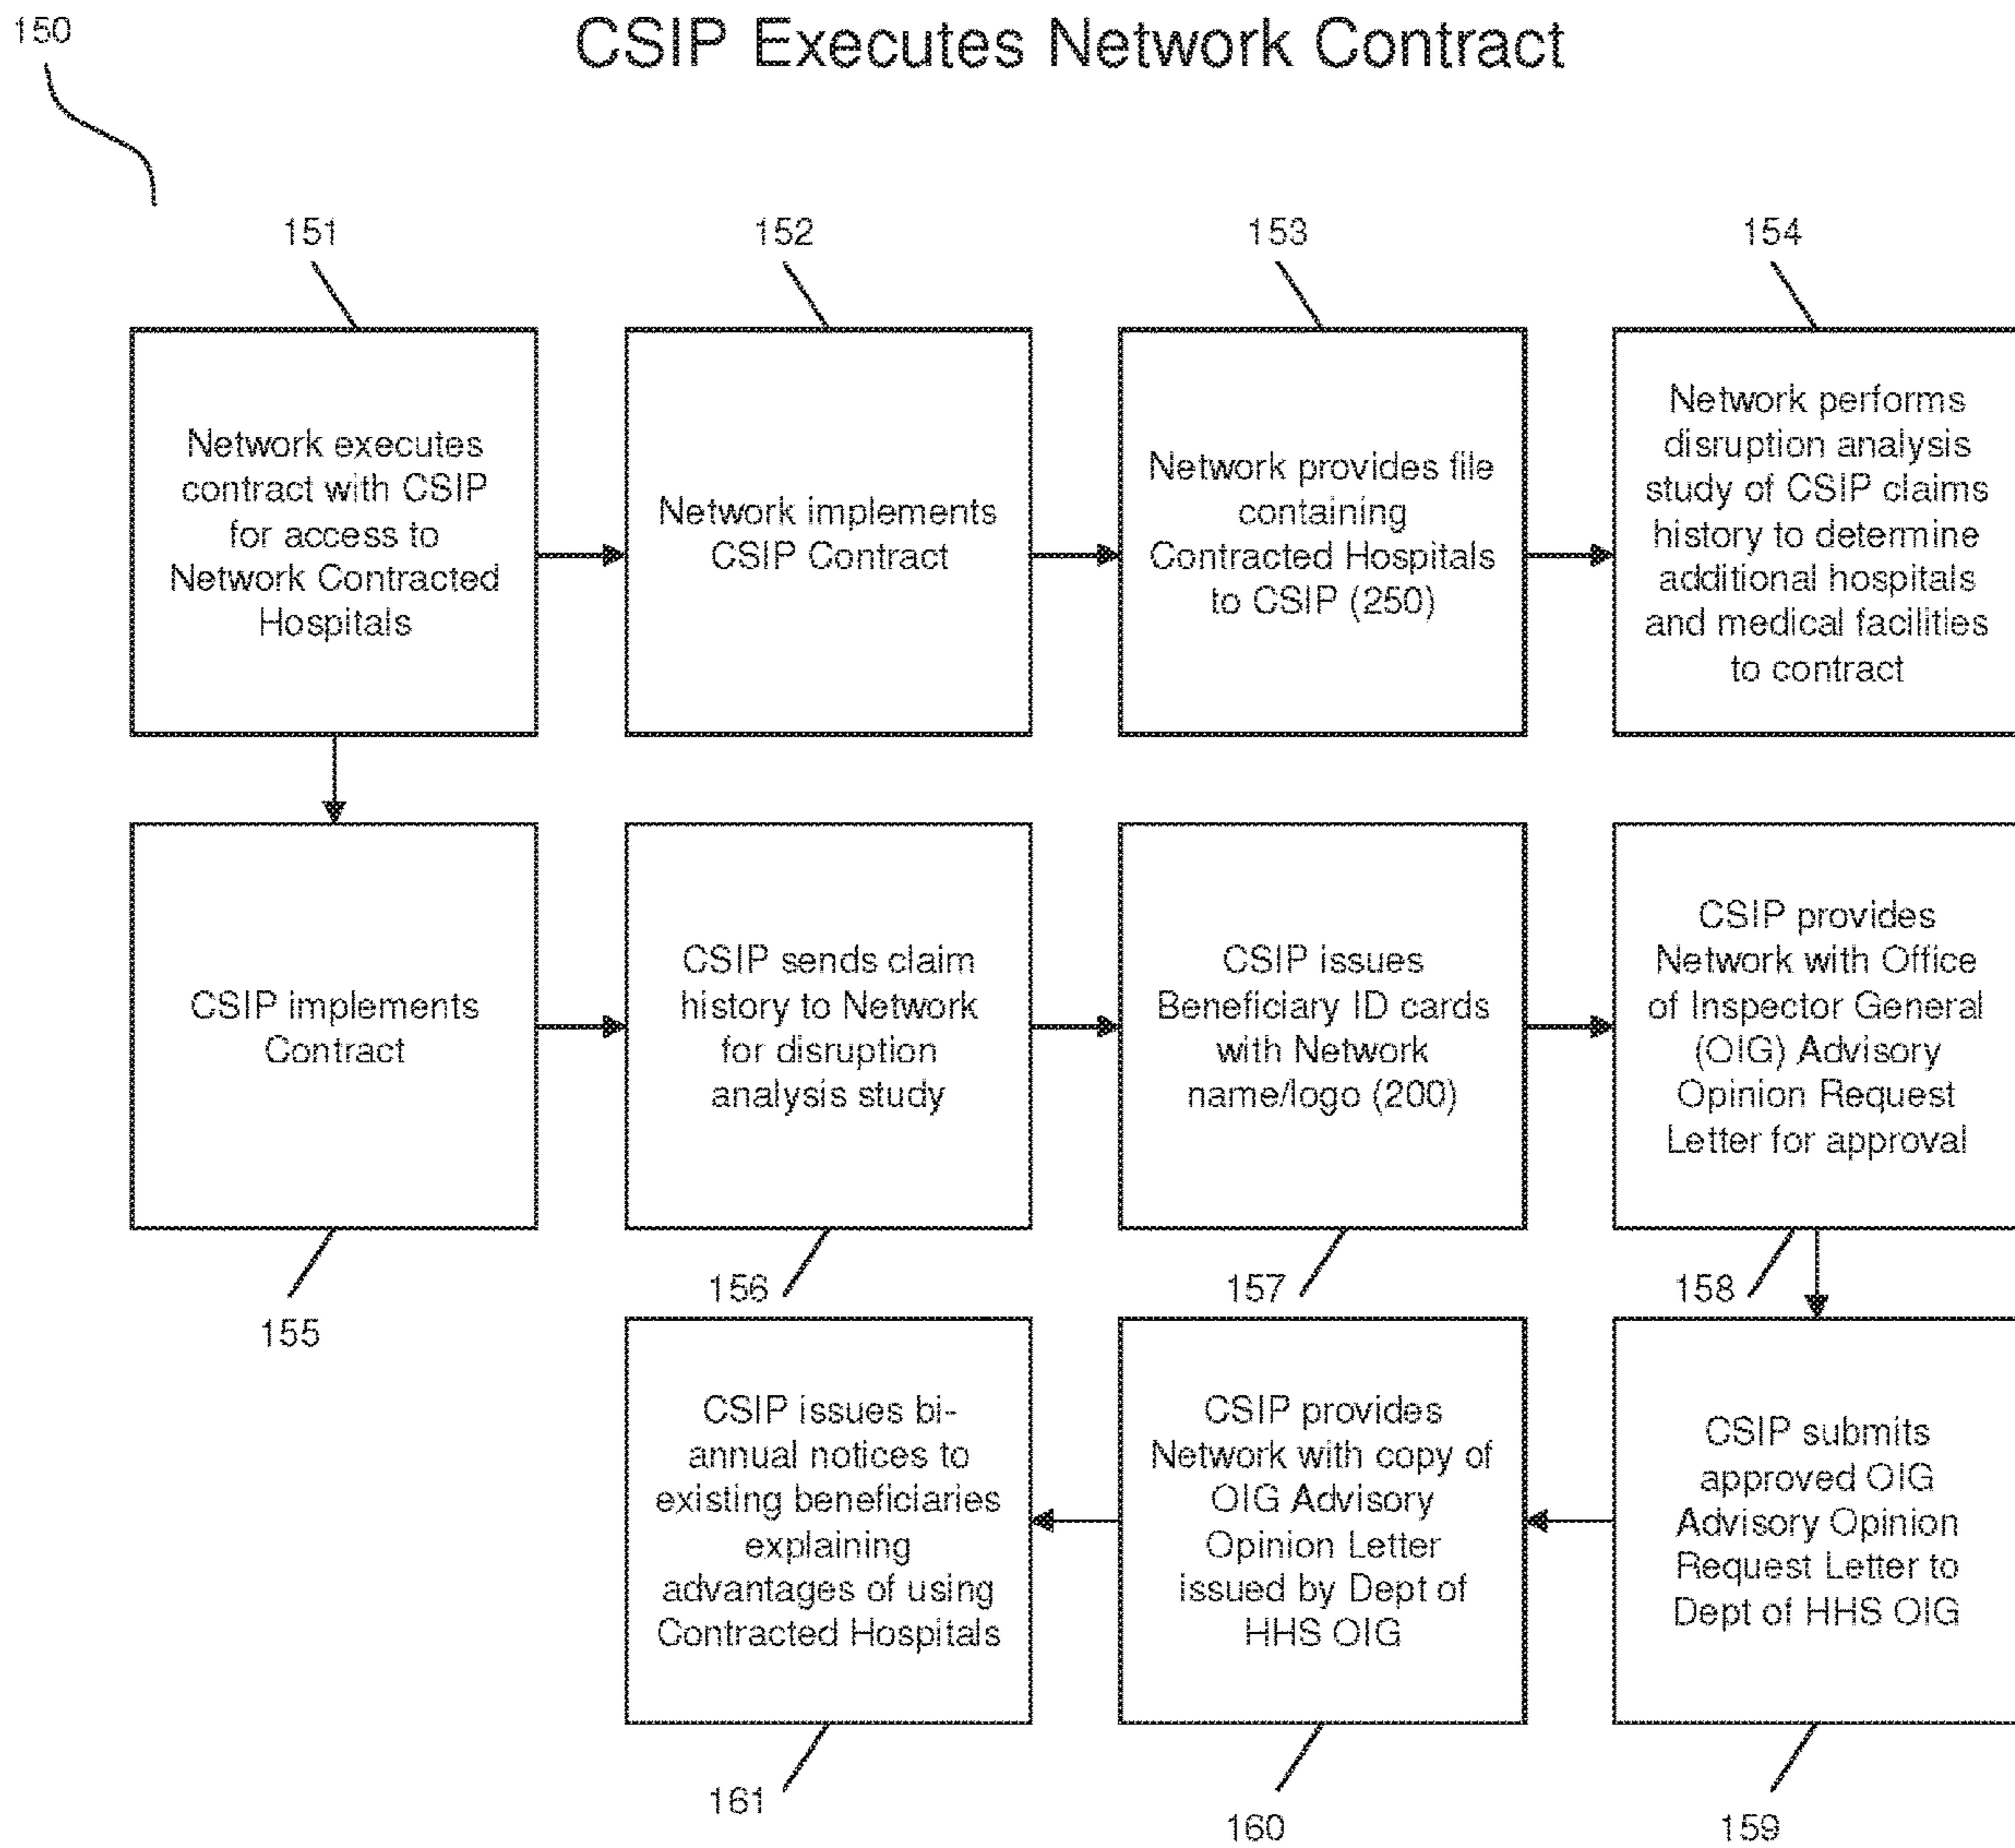 150
CSIP Executes Network Contract
151
152
153
154
Network executes
contract with CSIP
for access to
Network Contracted
Hospitals
Network implements
CSIP Contract
Network provides file
containing
Contracted Hospitals
to CSIP (250)
Network performs
disruption analysis
study of CSIP claims
history to determine
additional hospitals
and medical facilities
to contract
CSIP implements
Contract
CSIP sends claim
history to Network
for disruption
analysis study
CSIP issues
Beneficiary ID cards
with Network
name/logo (200)
CSIP provides
Network with Office
of Inspector General
(OIG) Advisory
Opinion Request
Letter for approval
155
156
157
158
CSIP issues bi-
annual notices to
existing beneficiaries
explaining
advantages of using
Contracted Hospitals
CSIP provides
Network with copy of
OIG Advisory
Opinion Letter
issued by Dept of
HHS OIG
CSIP submits
approved OIG
Advisory Opinion
Request Letter to
Dept of HHS OIG
161
160
159